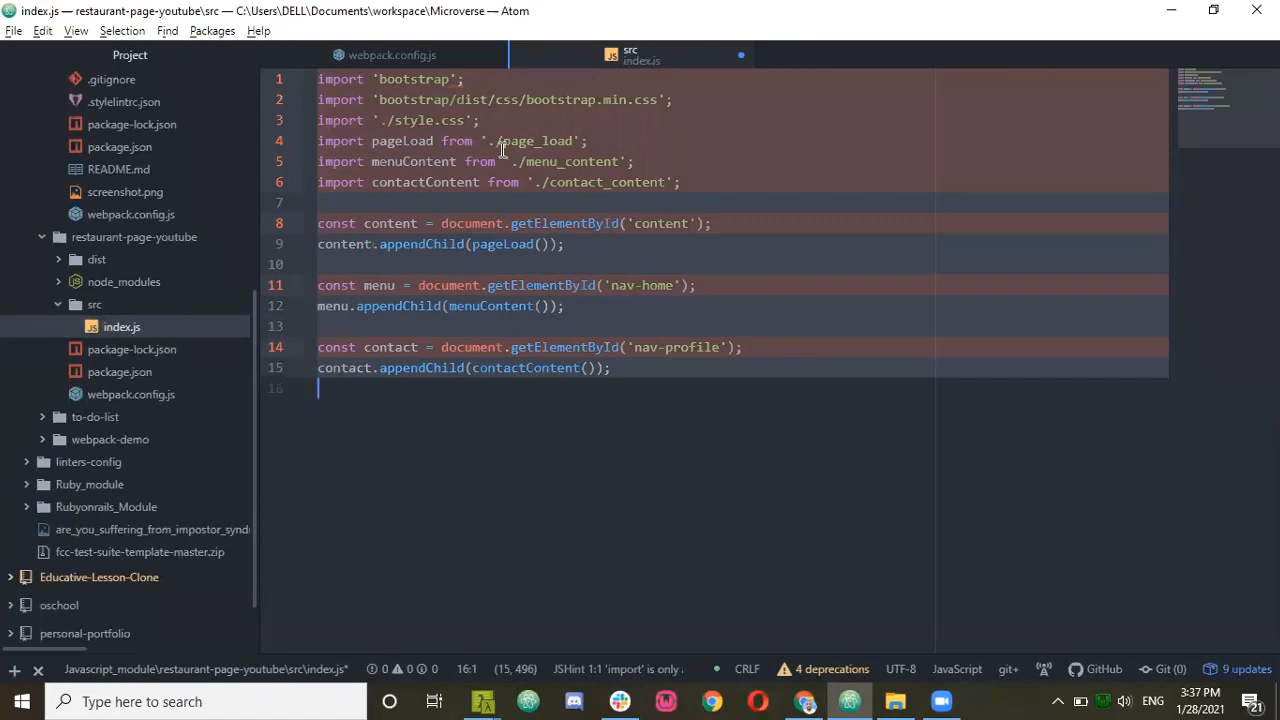 index.js — restaurant-page-youtube\src — C:\Users\DELL\Documents\workspace\Microverse — Atom
File Edit View Selection Find Packages Help
Project
.gitignore
.stylelintrc.json
package-lock.json
package.json
README.md
screenshot.png
webpack.config.js
restaurant-page-youtube
dist
node_modules
src
index.js
package-lock.json
package.json
webpack.config.js
to-do-list
webpack-demo
linters-config
Ruby_module
Rubyonrails_Module
are_you_suffering_from_impostor_syndr
fcc-test-suite-template-master.zip
Educative-Lesson-Clone
oschool
personal-portfolio
webpack.config.js
src
index.js
1 import 'bootstrap';
2 import 'bootstrap/dist/css/bootstrap.min.css';
3 import './style.css';
4 import pageLoad from './page_load';
5 import menuContent from './menu_content';
6 import contactContent from './contact_content';
7
8 const content = document.getElementById('content');
9 content.appendChild(pageLoad());
10
11 const menu = document.getElementById('nav-home');
12 menu.appendChild(menuContent());
13
14 const contact = document.getElementById('nav-profile');
15 contact.appendChild(contactContent());
16
Javascript_module\restaurant-page-youtube\src\index.js* 0 0 0 16:1 (15, 496) JSHint 1:1 'import' is only a CRLF 4 deprecations UTF-8 JavaScript git+ GitHub Git (0) 9 updates
Type here to search
ENG
3:37 PM
1/28/2021
21